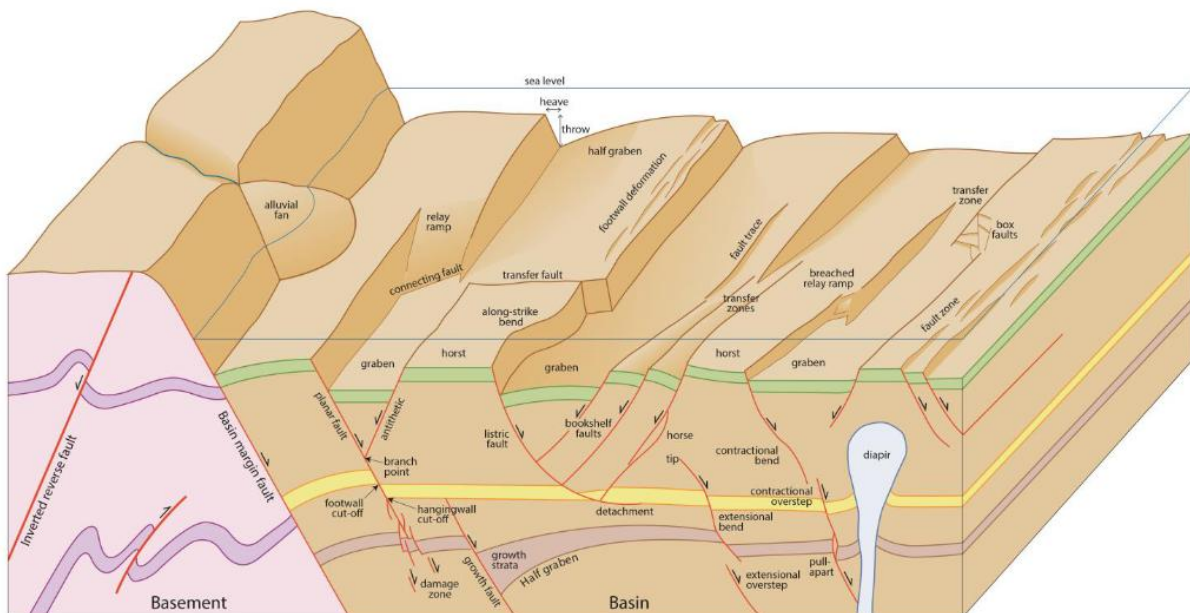 sea level
heave
throw
half graben
footwall deformation
alluvial
fan
relay
ramp
connecting fault
transfer fault
along-strike
bend
fault trace
transfer
zone
box
faults
breached
relay ramp
transfer
zones
fault zone
graben
horst
graben
horst
graben
planar fault
antithetic
listric
fault
bookshelf
faults
horse
tip
contractional
bend
diapir
branch
point
Inverted reverse fault
Basin margin fault
footwall
cut-off
hangingwall
cut-off
detachment
contractional
overstep
extensional
bend
growth
strata
Half graben
growth fault
damage
zone
extensional
overstep
pull-
apart
Basement
Basin